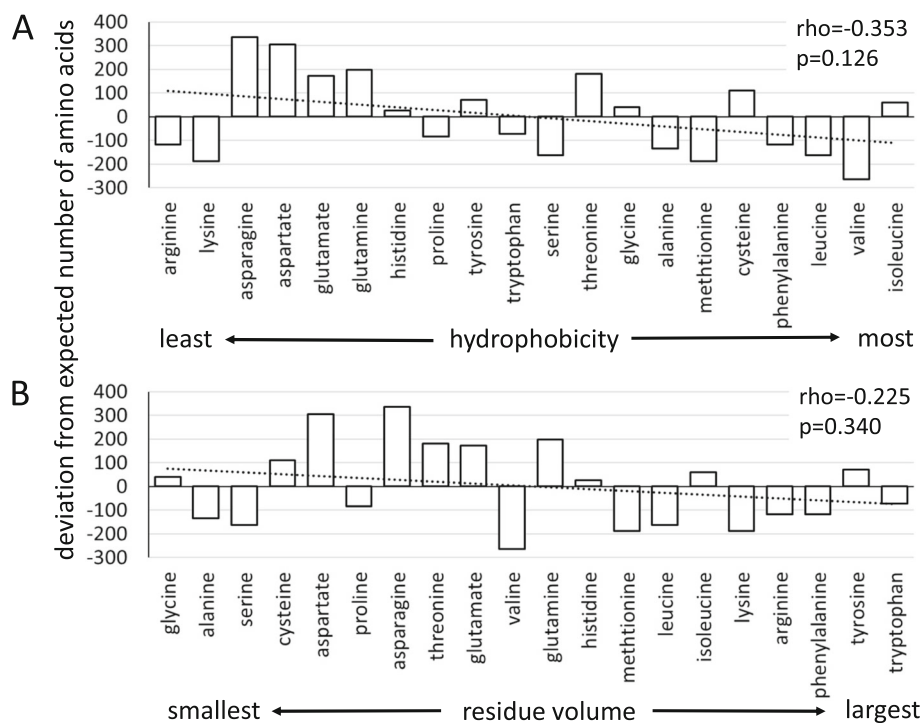 A
deviation from expected number of amino acids
400
300
200
100
0
-100
-200
-300
rho=-0.353
p=0.126
arginine
lysine
asparagine
aspartate
glutamate
glutamine
histidine
proline
tyrosine
tryptophan
serine
threonine
glycine
alanine
methtionine
cysteine
phenylalanine
leucine
valine
isoleucine
least hydrophobicity most
B
400
300
200
100
0
-100
-200
-300
rho=-0.225
p=0.340
glycine
alanine
serine
cysteine
aspartate
proline
asparagine
threonine
glutamate
valine
glutamine
histidine
methtionine
leucine
isoleucine
lysine
arginine
phenylalanine
tyrosine
tryptophan
smallest residue volume largest